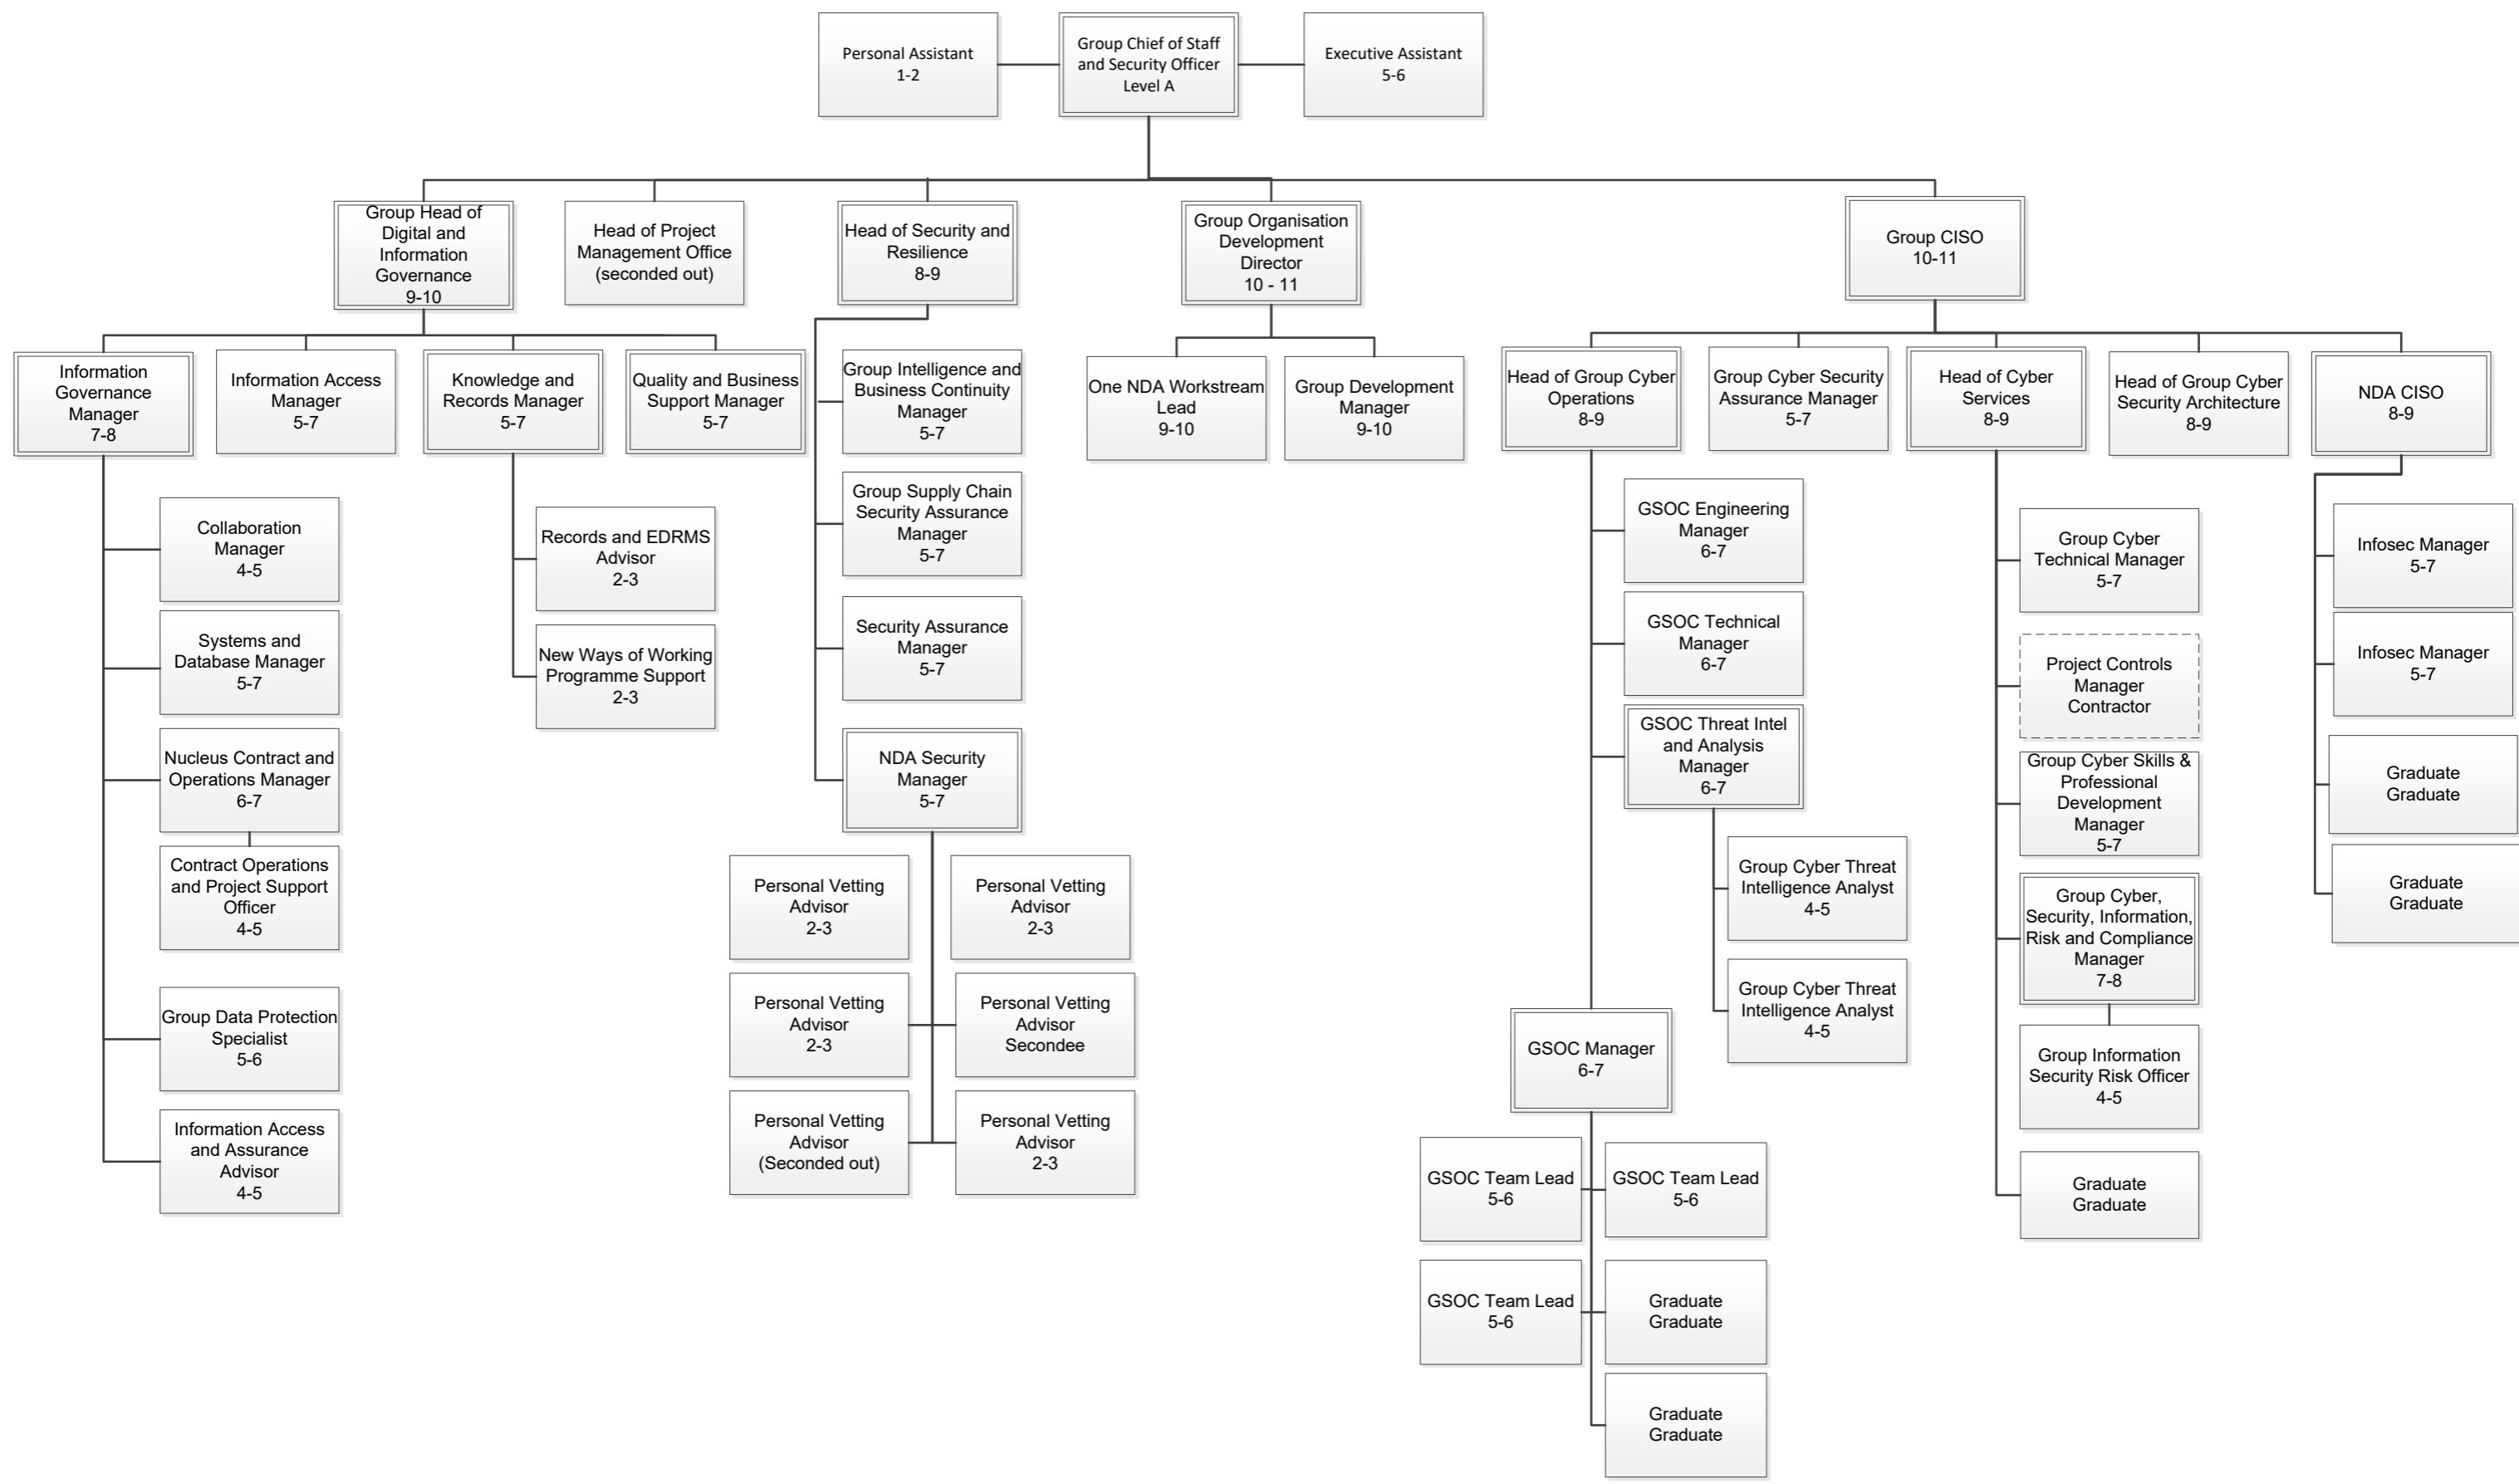 Personal Assistant
1-2
Group Chief of Staff
and Security Officer
Level A
Executive Assistant
5-6
Group Head of
Digital and
Information
Governance
9-10
Head of Project
Management Office
(seconded out)
Head of Security and
Resilience
8-9
Group Organisation
Development
Director
10 - 11
Group CISO
10-11
Information
Governance
Manager
7-8
Information Access
Manager
5-7
Knowledge and
Records Manager
5-7
Quality and Business
Support Manager
5-7
Group Intelligence and
Business Continuity
Manager
5-7
One NDA Workstream
Lead
9-10
Group Development
Manager
9-10
Head of Group Cyber
Operations
8-9
Group Cyber Security
Assurance Manager
5-7
Head of Cyber
Services
8-9
Head of Group Cyber
Security Architecture
8-9
NDA CISO
8-9
Collaboration
Manager
4-5
Systems and
Database Manager
5-7
Nucleus Contract and
Operations Manager
6-7
Contract Operations
and Project Support
Officer
4-5
Group Data Protection
Specialist
5-6
Information Access
and Assurance
Advisor
4-5
Records and EDRMS
Advisor
2-3
New Ways of Working
Programme Support
2-3
Group Supply Chain
Security Assurance
Manager
5-7
Security Assurance
Manager
5-7
NDA Security
Manager
5-7
Personal Vetting
Advisor
2-3
Personal Vetting
Advisor
2-3
Personal Vetting
Advisor
2-3
Personal Vetting
Advisor
Secondee
Personal Vetting
Advisor
(Seconded out)
Personal Vetting
Advisor
2-3
GSOC Engineering
Manager
6-7
GSOC Technical
Manager
6-7
GSOC Threat Intel
and Analysis
Manager
6-7
Group Cyber Threat
Intelligence Analyst
4-5
Group Cyber Threat
Intelligence Analyst
4-5
GSOC Manager
6-7
GSOC Team Lead
5-6
GSOC Team Lead
5-6
GSOC Team Lead
5-6
Graduate
Graduate
Graduate
Graduate
Group Cyber
Technical Manager
5-7
Project Controls
Manager
Contractor
Group Cyber Skills &
Professional
Development
Manager
5-7
Group Cyber,
Security, Information,
Risk and Compliance
Manager
7-8
Group Information
Security Risk Officer
4-5
Graduate
Graduate
Infosec Manager
5-7
Infosec Manager
5-7
Graduate
Graduate
Graduate
Graduate